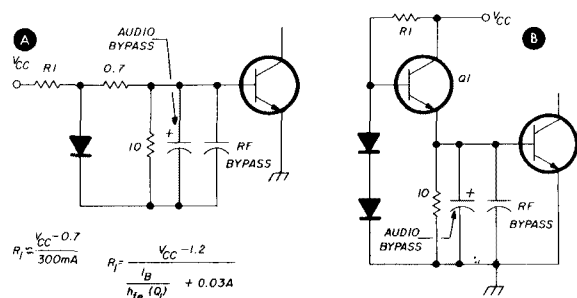 A
AUDIO
BYPASS
VCC
R1
0.7
10
+
RF
BYPASS
R1 ≈ VCC-0.7
300mA
R1 = VCC-1.2
IB
hfe (Q1) + 0.03A
B
VCC
R1
Q1
10
+
RF
BYPASS
AUDIO
BYPASS